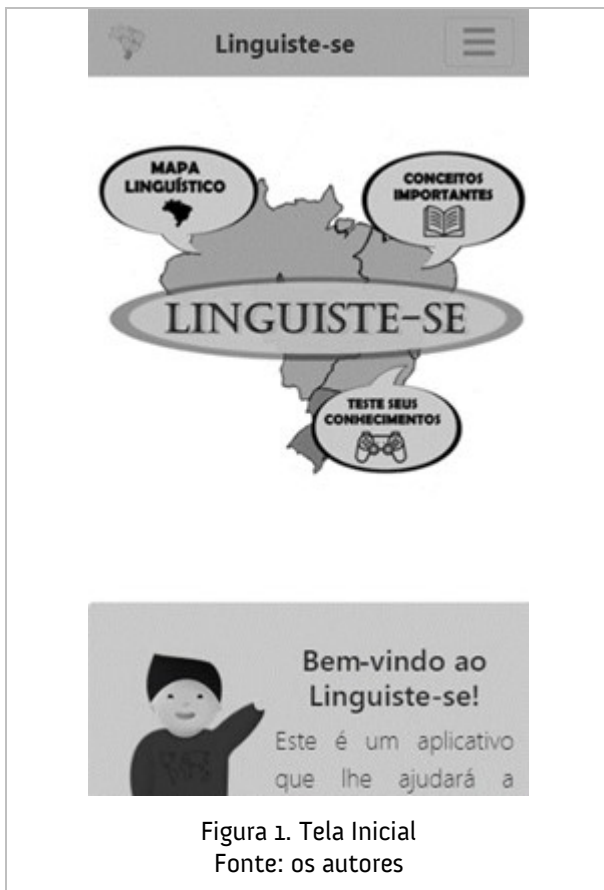 Linguiste-se
MAPA
LINGUÍSTICO
CONCEITOS
IMPORTANTES
LINGUISTE-SE
TESTE SEUS
CONHECIMENTOS
Bem-vindo ao
Linguiste-se!
Este é um aplicativo
que lhe ajudará a
Figura 1. Tela Inicial
Fonte: os autores